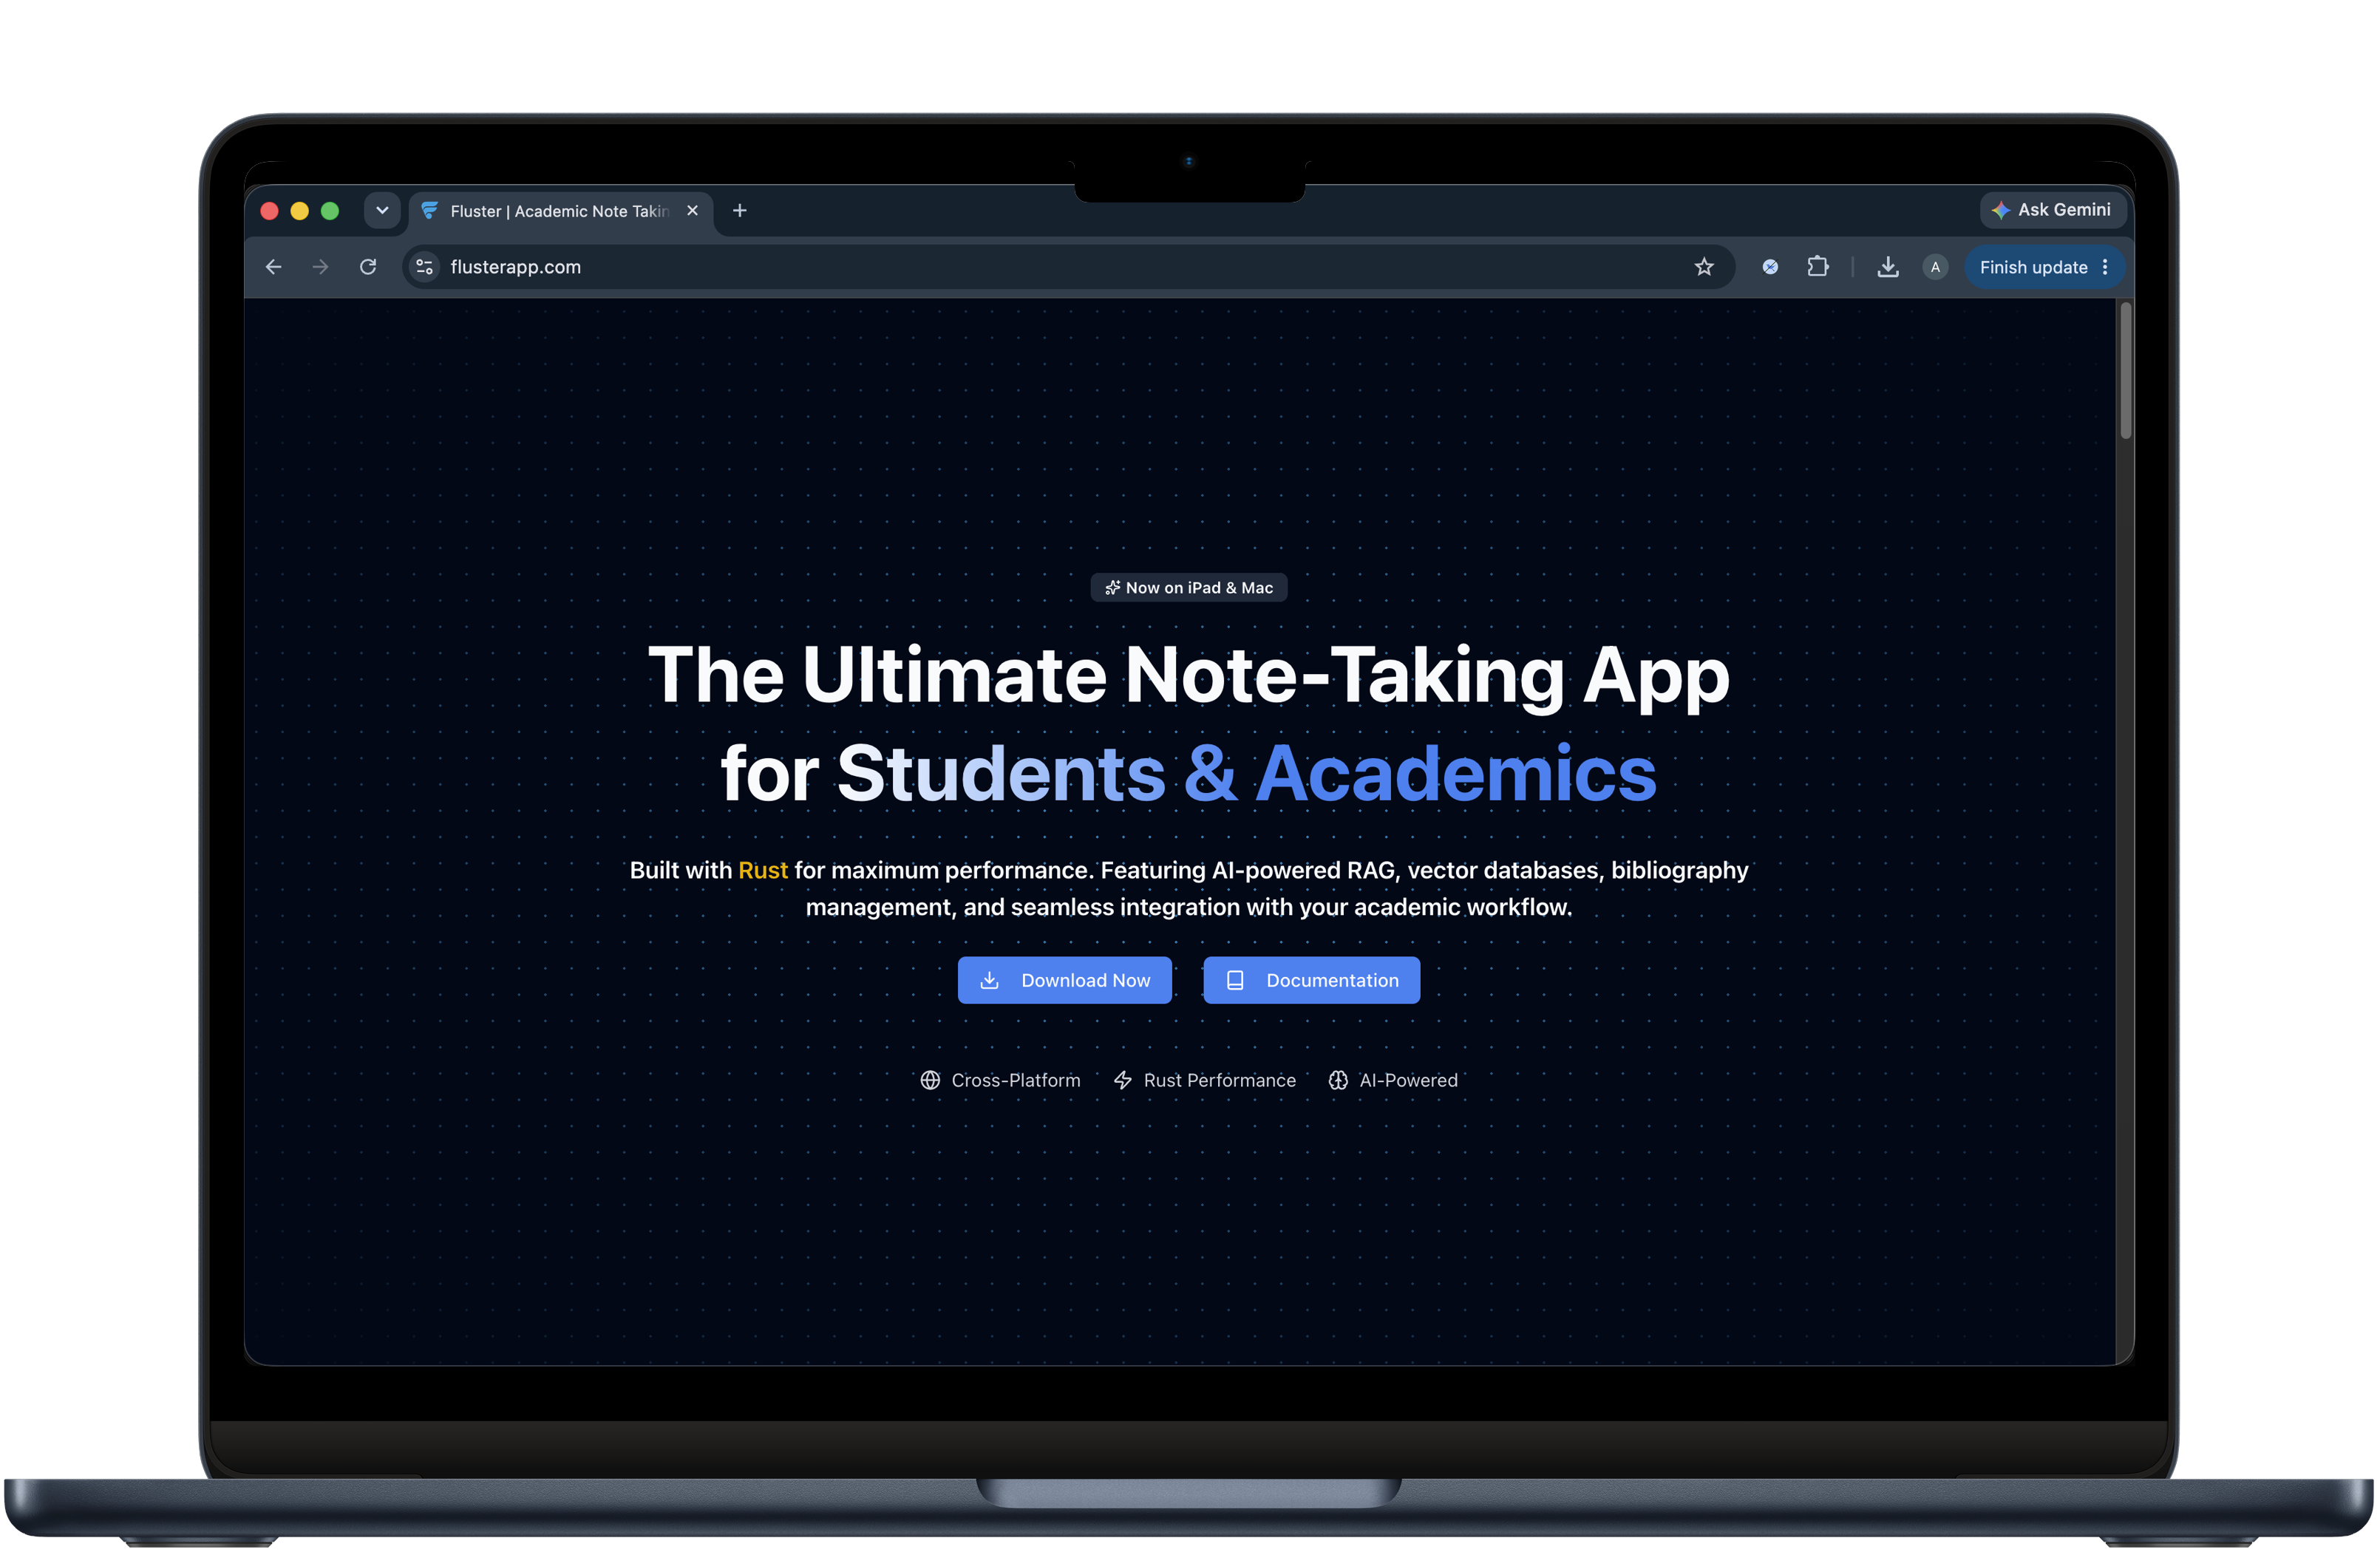 Fluster | Academic Note Takin
Ask Gemini
flusterapp.com
A
Finish update
Now on iPad & Mac
The Ultimate Note-Taking App
for Students & Academics
Built with Rust for maximum performance. Featuring AI-powered RAG, vector databases, bibliography
management, and seamless integration with your academic workflow.
Download Now
Documentation
Cross-Platform
Rust Performance
AI-Powered